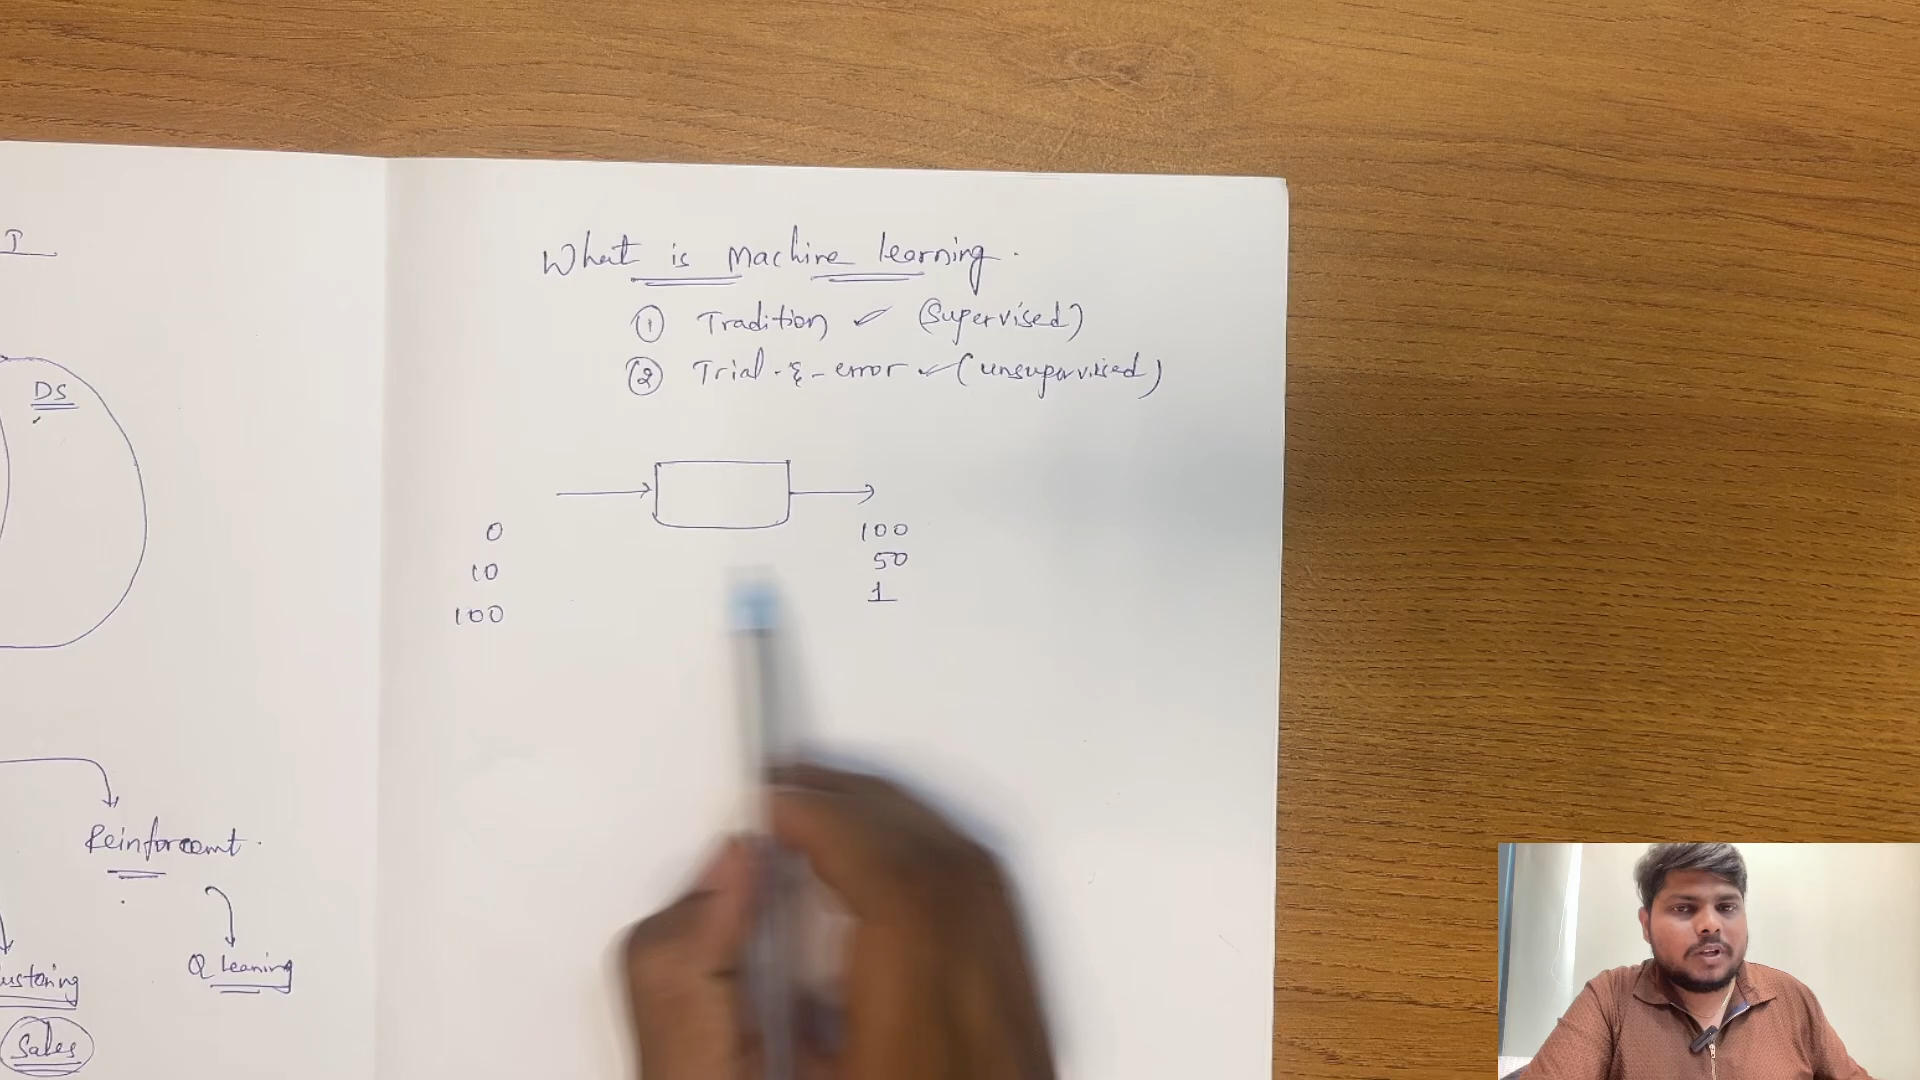 I
DS
Reinforcemt.
Q Leaning
ustering
Sales
What is Machine learning.
① Tradition ✓ (Supervised)
② Trial-&-error ✓ (unsupervised)
0 100
10 50
100 1